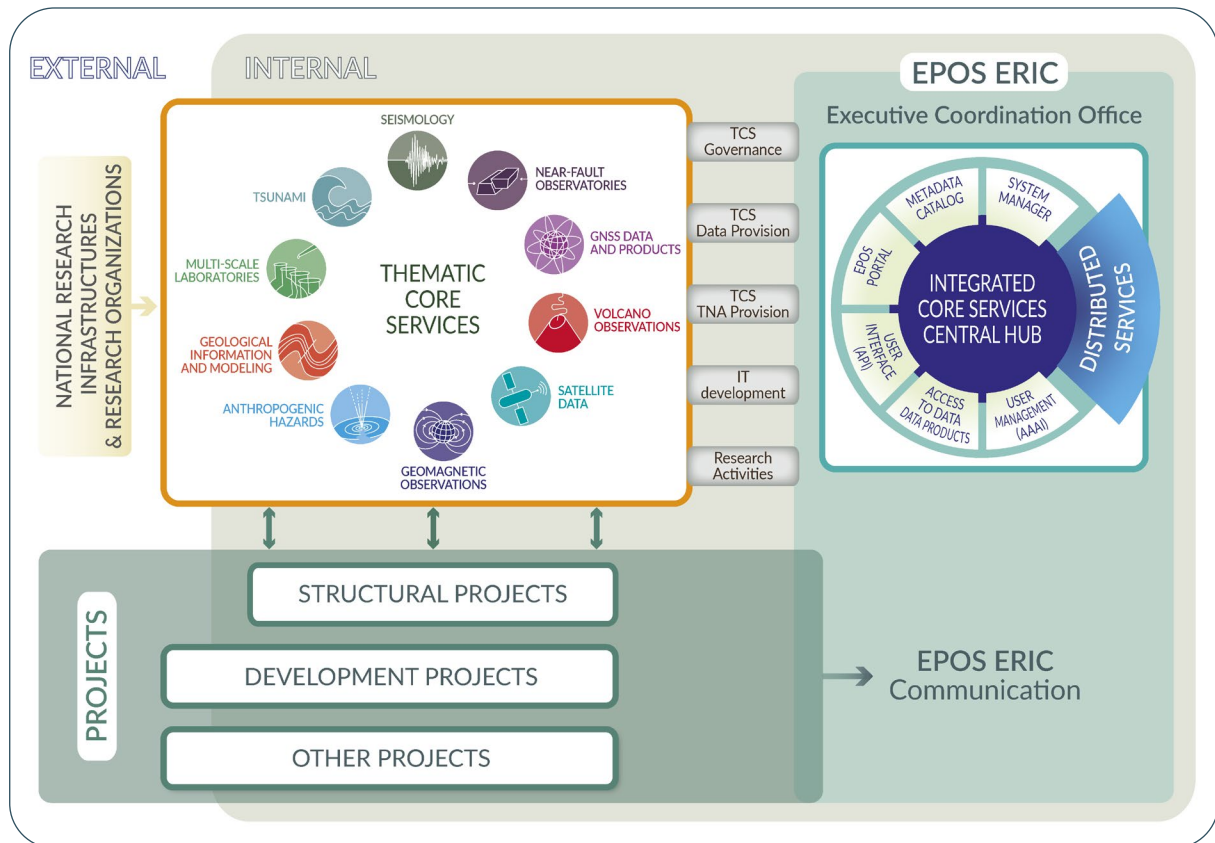 EXTERNAL
INTERNAL
EPOS ERIC
Executive Coordination Office
NATIONAL RESEARCH
INFRASTRUCTURES
& RESEARCH ORGANIZATIONS
THEMATIC
CORE
SERVICES
SEISMOLOGY
NEAR-FAULT
OBSERVATORIES
GNSS DATA
AND PRODUCTS
VOLCANO
OBSERVATIONS
SATELLITE
DATA
GEOMAGNETIC
OBSERVATIONS
ANTHROPOGENIC
HAZARDS
GEOLOGICAL
INFORMATION
AND MODELING
MULTI-SCALE
LABORATORIES
TSUNAMI
TCS
Governance
TCS
Data Provision
TCS
TNA Provision
IT
development
Research
Activities
INTEGRATED
CORE SERVICES
CENTRAL HUB
METADATA
CATALOG
SYSTEM
MANAGER
DISTRIBUTED
SERVICES
USER
MANAGEMENT
(AAAI)
ACCESS
TO DATA
DATA PRODUCTS
USER
INTERFACE
(API)
EPOS
PORTAL
PROJECTS
STRUCTURAL PROJECTS
DEVELOPMENT PROJECTS
OTHER PROJECTS
EPOS ERIC
Communication